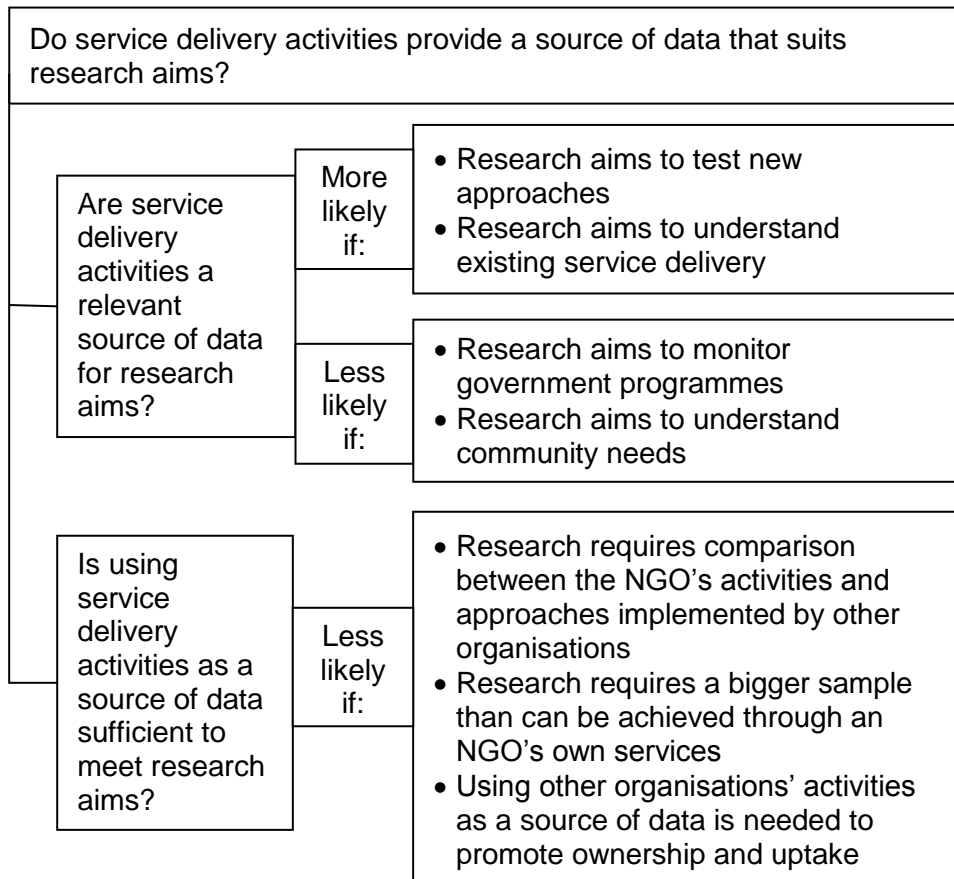 Do service delivery activities provide a source of data that suits
research aims?
Are service
delivery
activities a
relevant
source of data
for research
aims?
More
likely
if:
• Research aims to test new
approaches
• Research aims to understand
existing service delivery
Less
likely
if:
• Research aims to monitor
government programmes
• Research aims to understand
community needs
Is using
service
delivery
activities as a
source of data
sufficient to
meet research
aims?
Less
likely
if:
• Research requires comparison
between the NGO’s activities and
approaches implemented by other
organisations
• Research requires a bigger sample
than can be achieved through an
NGO’s own services
• Using other organisations’ activities
as a source of data is needed to
promote ownership and uptake